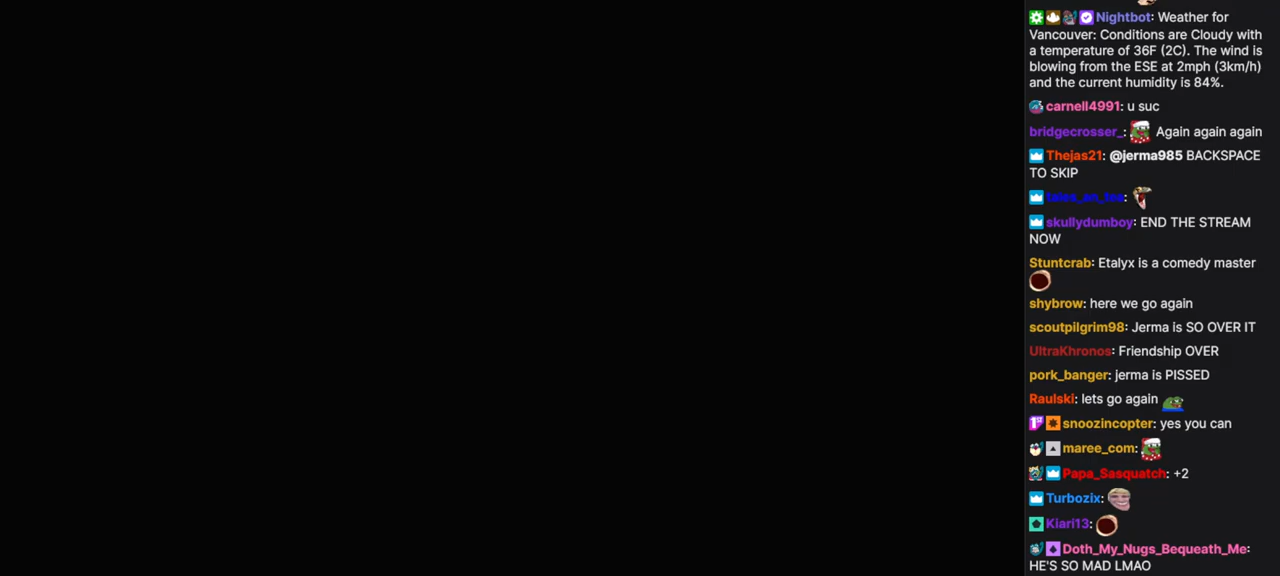 Nightbot: Weather for
Vancouver: Conditions are Cloudy with
a temperature of 36F (2C). The wind is
blowing from the ESE at 2mph (3km/h)
and the current humidity is 84%.
carnell4991: u suc
bridgecrosser_: Again again again
Thejas21: @jerma985 BACKSPACE
TO SKIP
tales_an_tea:
skullydumboy: END THE STREAM
NOW
Stuntcrab: Etalyx is a comedy master
shybrow: here we go again
scoutpilgrim98: Jerma is SO OVER IT
UltraKhronos: Friendship OVER
pork_banger: jerma is PISSED
Raulski: lets go again
snoozincopter: yes you can
maree_com:
Papa_Sasquatch: +2
Turbozix:
Kiari13:
Doth_My_Nugs_Bequeath_Me:
HE'S SO MAD LMAO